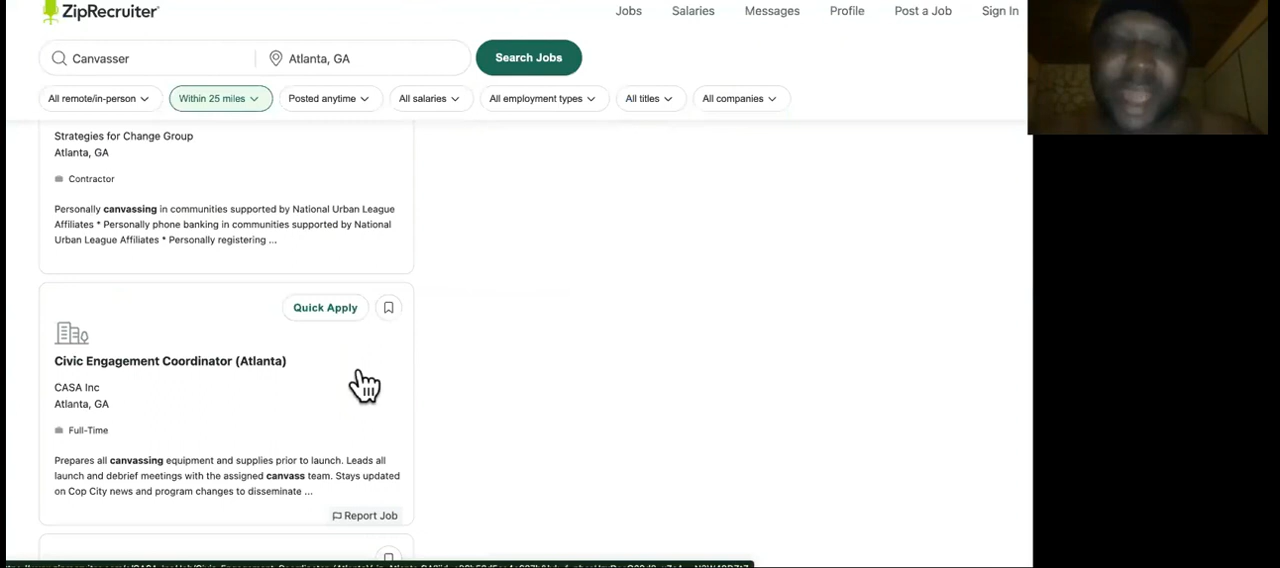 ZipRecruiter
Jobs
Salaries
Messages
Profile
Post a Job
Sign In
Canvasser
Atlanta, GA
Search Jobs
All remote/in-person
Within 25 miles
Posted anytime
All salaries
All employment types
All titles
All companies
Strategies for Change Group
Atlanta, GA
Contractor
Personally canvassing in communities supported by National Urban League
Affiliates * Personally phone banking in communities supported by National
Urban League Affiliates * Personally registering ...
Quick Apply
Civic Engagement Coordinator (Atlanta)
CASA Inc
Atlanta, GA
Full-Time
Prepares all canvassing equipment and supplies prior to launch. Leads all
launch and debrief meetings with the assigned canvass team. Stays updated
on Cop City news and program changes to disseminate ...
Report Job